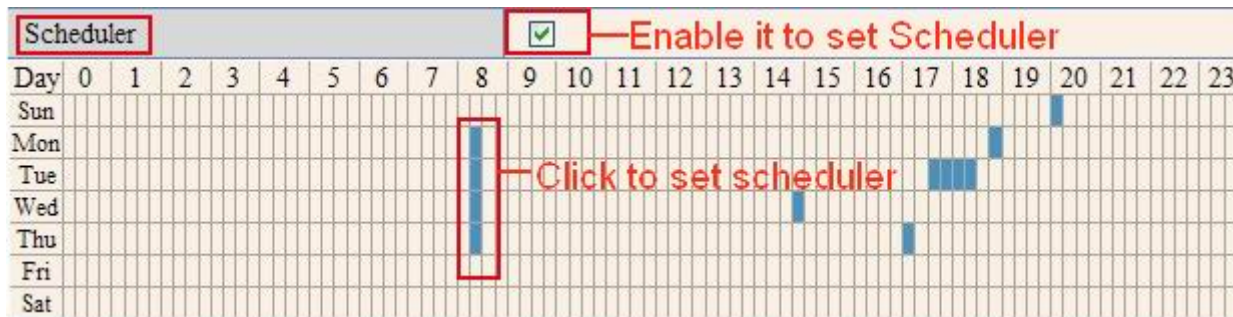 Scheduler Enable it to set Scheduler
Day 0 1 2 3 4 5 6 7 8 9 10 11 12 13 14 15 16 17 18 19 20 21 22 23
Sun
Mon
Tue Click to set scheduler
Wed
Thu
Fri
Sat